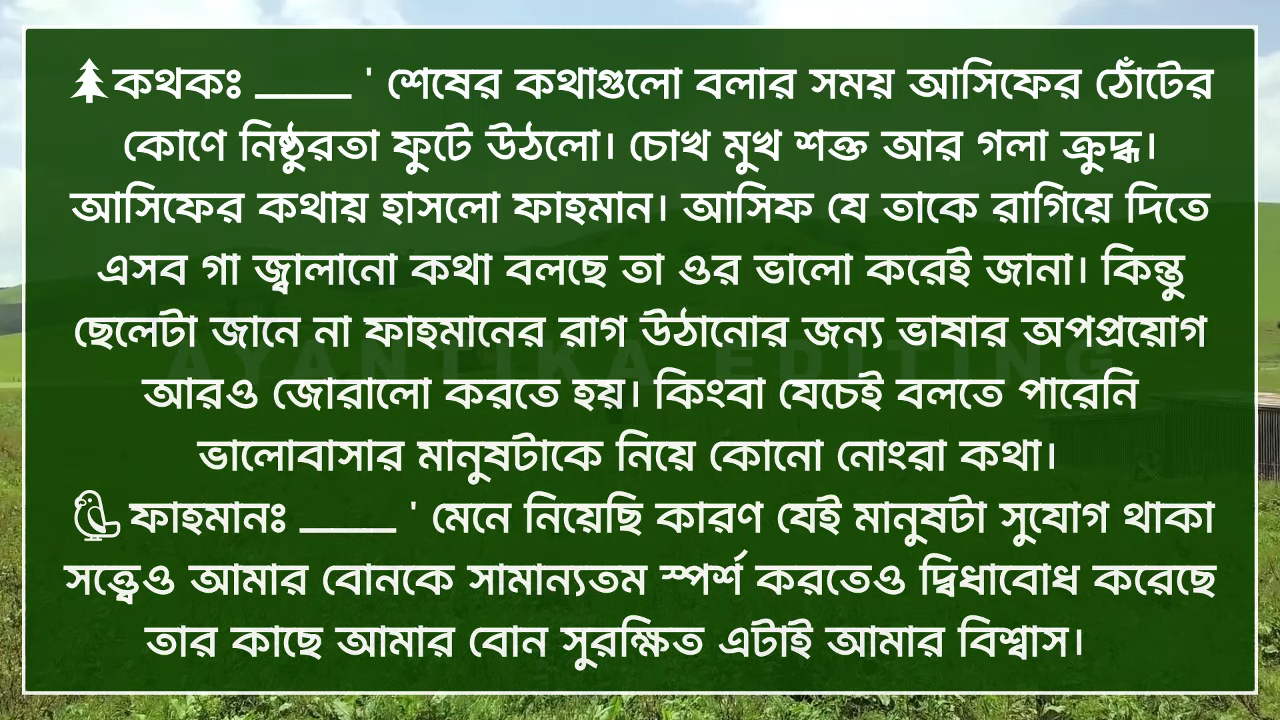 🌲কথকঃ _____ ' শেষের কথাগুলো বলার সময় আসিফের ঠোঁটের
কোণে নিষ্ঠুরতা ফুটে উঠলো। চোখ মুখ শক্ত আর গলা ক্রুদ্ধ।
আসিফের কথায় হাসলো ফাহমান। আসিফ যে তাকে রাগিয়ে দিতে
এসব গা জ্বালানো কথা বলছে তা ওর ভালো করেই জানা। কিন্তু
ছেলেটা জানে না ফাহমানের রাগ উঠানোর জন্য ভাষার অপপ্রয়োগ
AYANTIKA EDITING
আরও জোরালো করতে হয়। কিংবা যেচেই বলতে পারেনি
ভালোবাসার মানুষটাকে নিয়ে কোনো নোংরা কথা।
🦜ফাহমানঃ _____ ' মেনে নিয়েছি কারণ যেই মানুষটা সুযোগ থাকা
সত্ত্বেও আমার বোনকে সামান্যতম স্পর্শ করতেও দ্বিধাবোধ করেছে
তার কাছে আমার বোন সুরক্ষিত এটাই আমার বিশ্বাস।